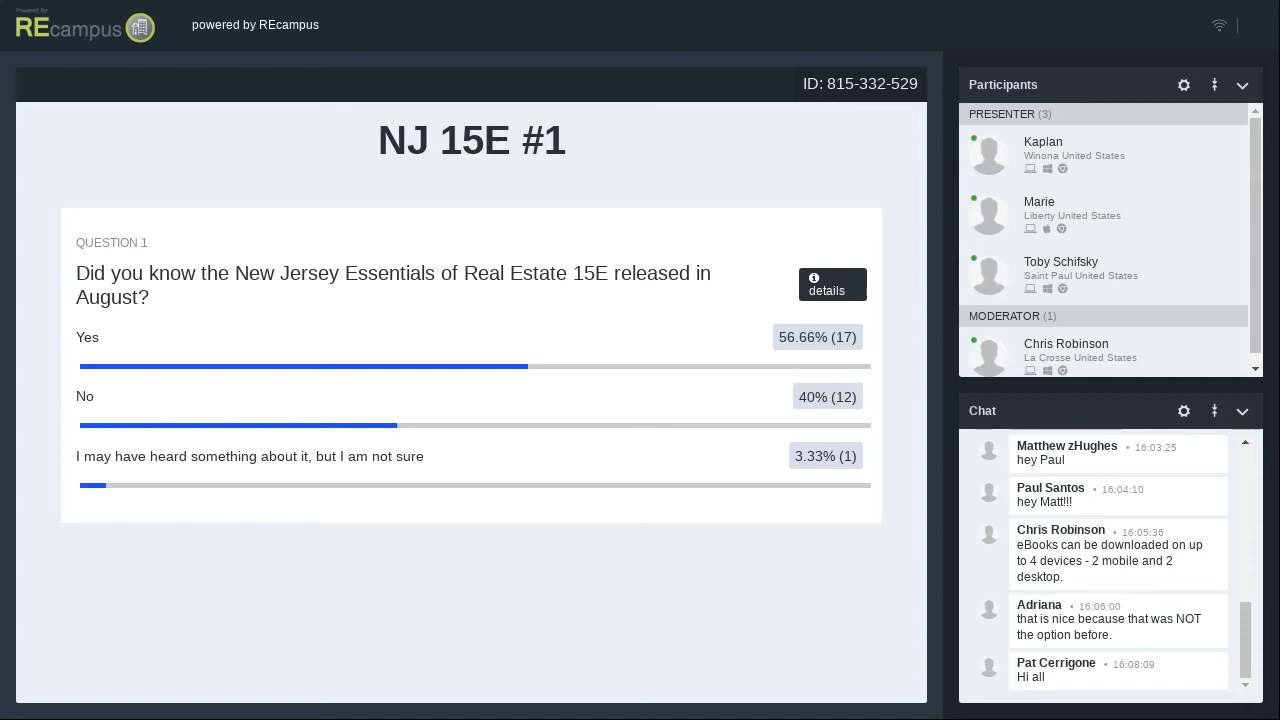 Powered By:
REcampus
powered by REcampus
ID: 815-332-529
NJ 15E #1
QUESTION 1
Did you know the New Jersey Essentials of Real Estate 15E released in
August?
details
Yes
56.66% (17)
No
40% (12)
I may have heard something about it, but I am not sure
3.33% (1)
Participants
PRESENTER (3)
Kaplan
Winona United States
Marie
Liberty United States
Toby Schifsky
Saint Paul United States
MODERATOR (1)
Chris Robinson
La Crosse United States
Chat
Matthew zHughes • 16:03:25
hey Paul
Paul Santos • 16:04:10
hey Matt!!!
Chris Robinson • 16:05:36
eBooks can be downloaded on up
to 4 devices - 2 mobile and 2
desktop.
Adriana • 16:06:00
that is nice because that was NOT
the option before.
Pat Cerrigone • 16:08:09
Hi all